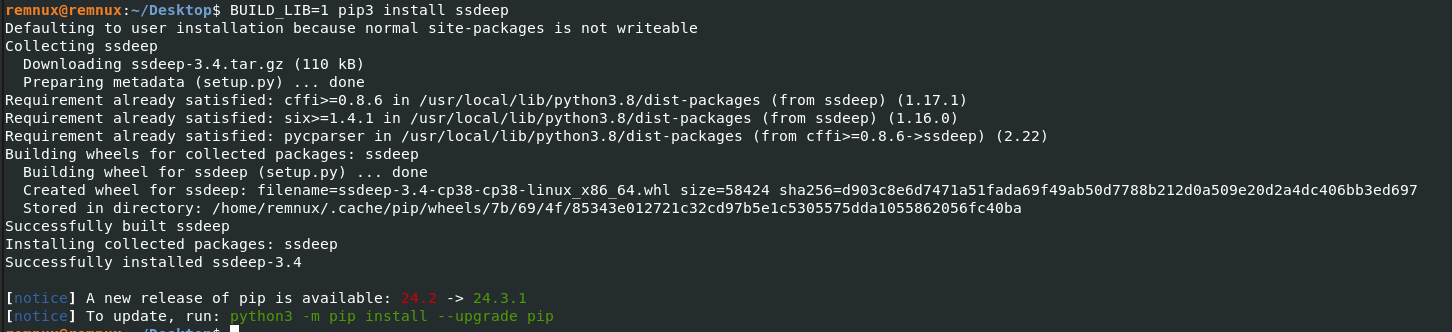 remnux@remnux:~/Desktop$ BUILD_LIB=1 pip3 install ssdeep
Defaulting to user installation because normal site-packages is not writeable
Collecting ssdeep
  Downloading ssdeep-3.4.tar.gz (110 kB)
  Preparing metadata (setup.py) ... done
Requirement already satisfied: cffi>=0.8.6 in /usr/local/lib/python3.8/dist-packages (from ssdeep) (1.17.1)
Requirement already satisfied: six>=1.4.1 in /usr/local/lib/python3.8/dist-packages (from ssdeep) (1.16.0)
Requirement already satisfied: pycparser in /usr/local/lib/python3.8/dist-packages (from cffi>=0.8.6->ssdeep) (2.22)
Building wheels for collected packages: ssdeep
  Building wheel for ssdeep (setup.py) ... done
  Created wheel for ssdeep: filename=ssdeep-3.4-cp38-cp38-linux_x86_64.whl size=58424 sha256=d903c8e6d7471a51fada69f49ab50d7788b212d0a509e20d2a4dc406bb3ed697
  Stored in directory: /home/remnux/.cache/pip/wheels/7b/69/4f/85343e012721c32cd97b5e1c5305575dda1055862056fc40ba
Successfully built ssdeep
Installing collected packages: ssdeep
Successfully installed ssdeep-3.4
[notice] A new release of pip is available: 24.2 -> 24.3.1
[notice] To update, run: python3 -m pip install --upgrade pip
remnux@remnux:~/Desktop$